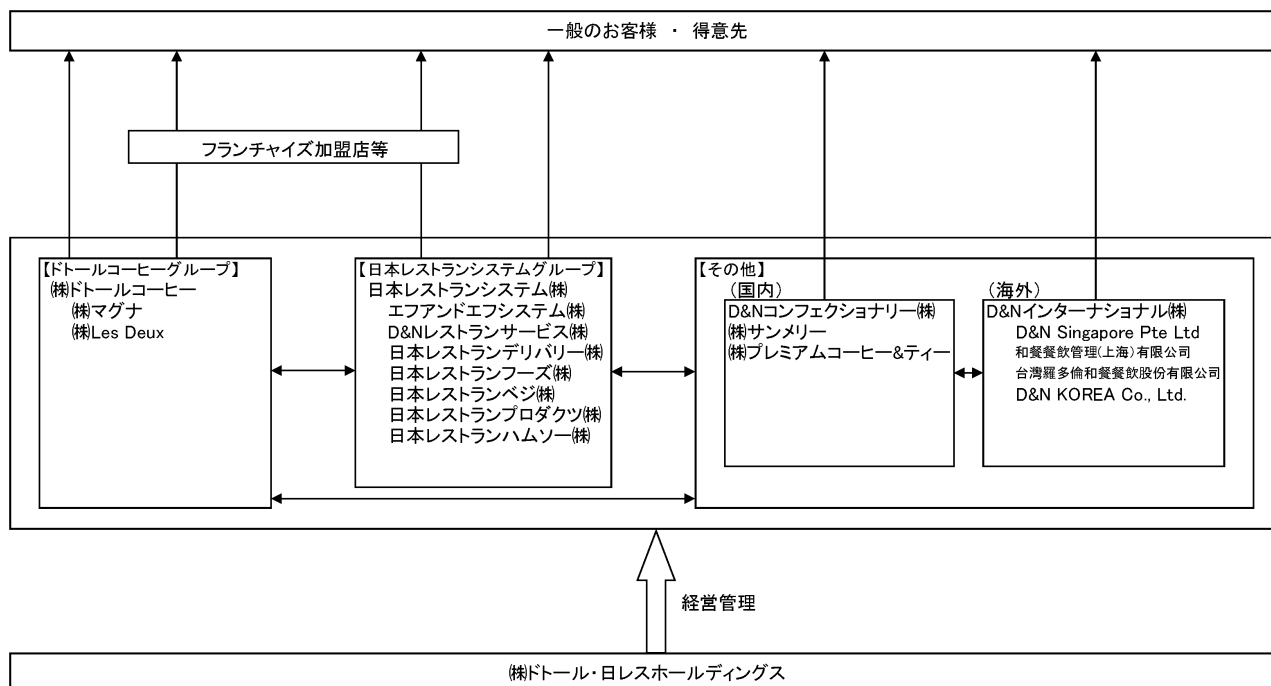 一般のお客様 ・ 得意先
フランチャイズ加盟店等
【ドトールコーヒーグループ】
㈱ドトールコーヒー
㈱マグナ
㈱Les Deux
【日本レストランシステムグループ】
日本レストランシステム㈱
エフアンドエフシステム㈱
D&Nレストランサービス㈱
日本レストランデリバリー㈱
日本レストランフーズ㈱
日本レストランベジ㈱
日本レストランプロダクツ㈱
日本レストランハムソー㈱
【その他】
(国内)
D&Nコンフェクショナリー㈱
㈱サンメリー
㈱プレミアムコーヒー&ティー
(海外)
D&Nインターナショナル㈱
D&N Singapore Pte Ltd
和餐餐飲管理(上海)有限公司
台灣羅多倫和餐餐飲股份有限公司
D&N KOREA Co., Ltd.
経営管理
㈱ドトール・日レスホールディングス